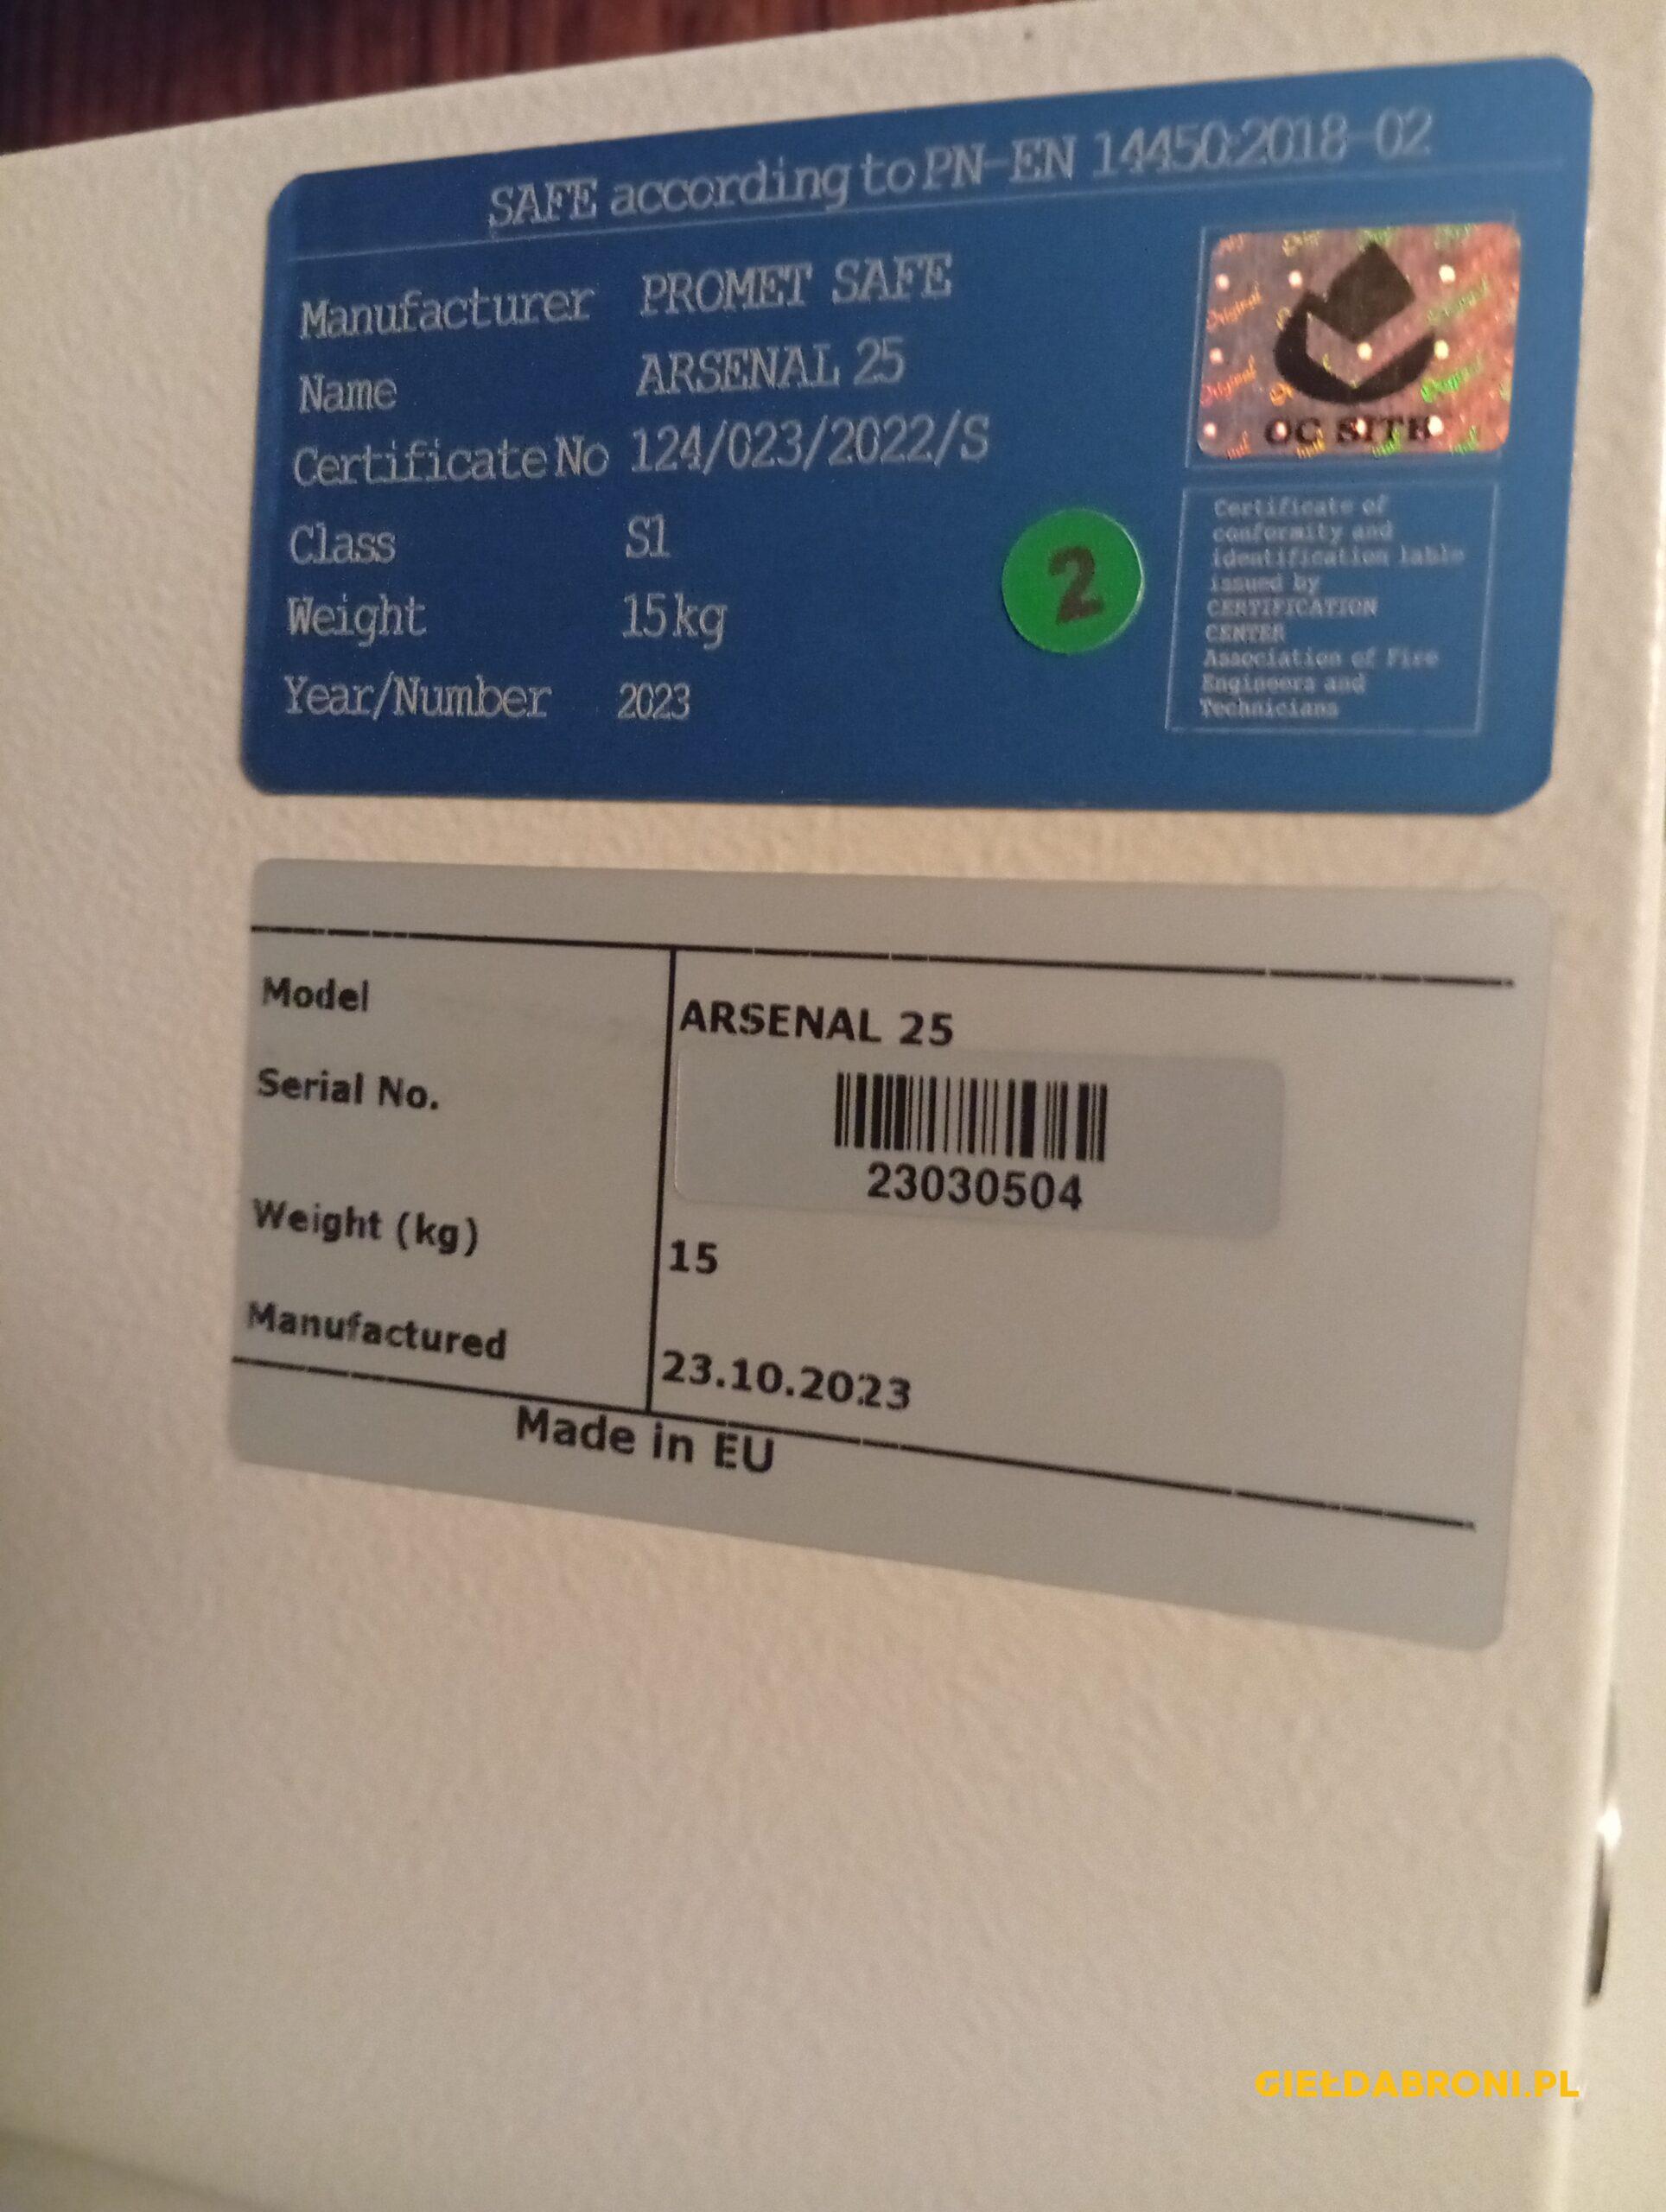 SAFE according to PN-EN 14450:2018-02
Manufacturer PROMET SAFE
Name ARSENAL 25
Certificate No 124/023/2022/S
Class S1
Weight 15kg
Year/Number 2023
2
Original
OC SITP
Certificate of
conformity and
identification lable
issued by
CERTIFICATION
CENTER
Association of Fire
Engineers and
Technicians
Model ARSENAL 25
Serial No.
23030504
Weight (kg) 15
Manufactured 23.10.2023
Made in EU
GIEŁDABRONI.PL